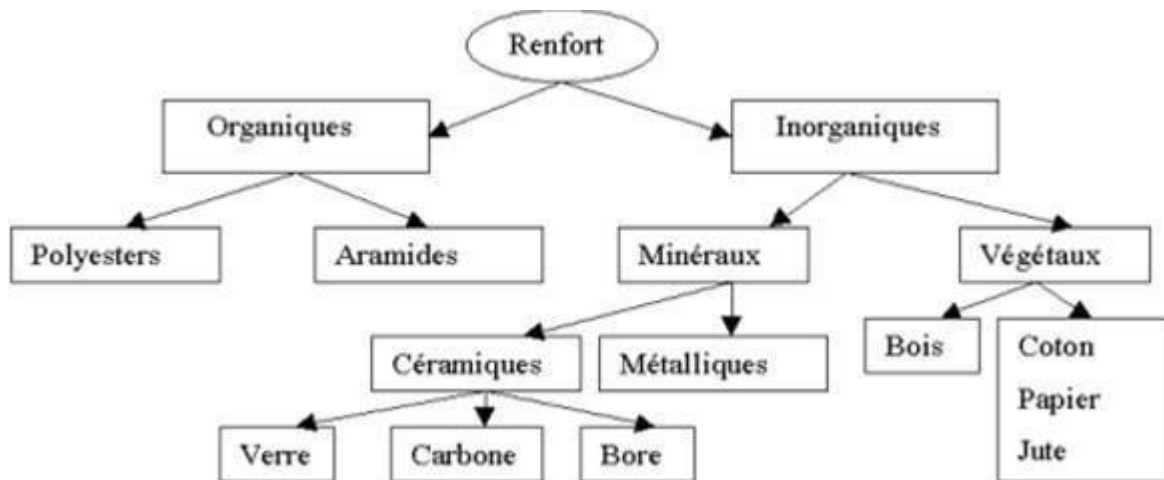 Renfort
Organiques
Inorganiques
Polyesters
Aramides
Minéraux
Végétaux
Céramiques
Métalliques
Bois
Coton
Papier
Jute
Verre
Carbone
Bore